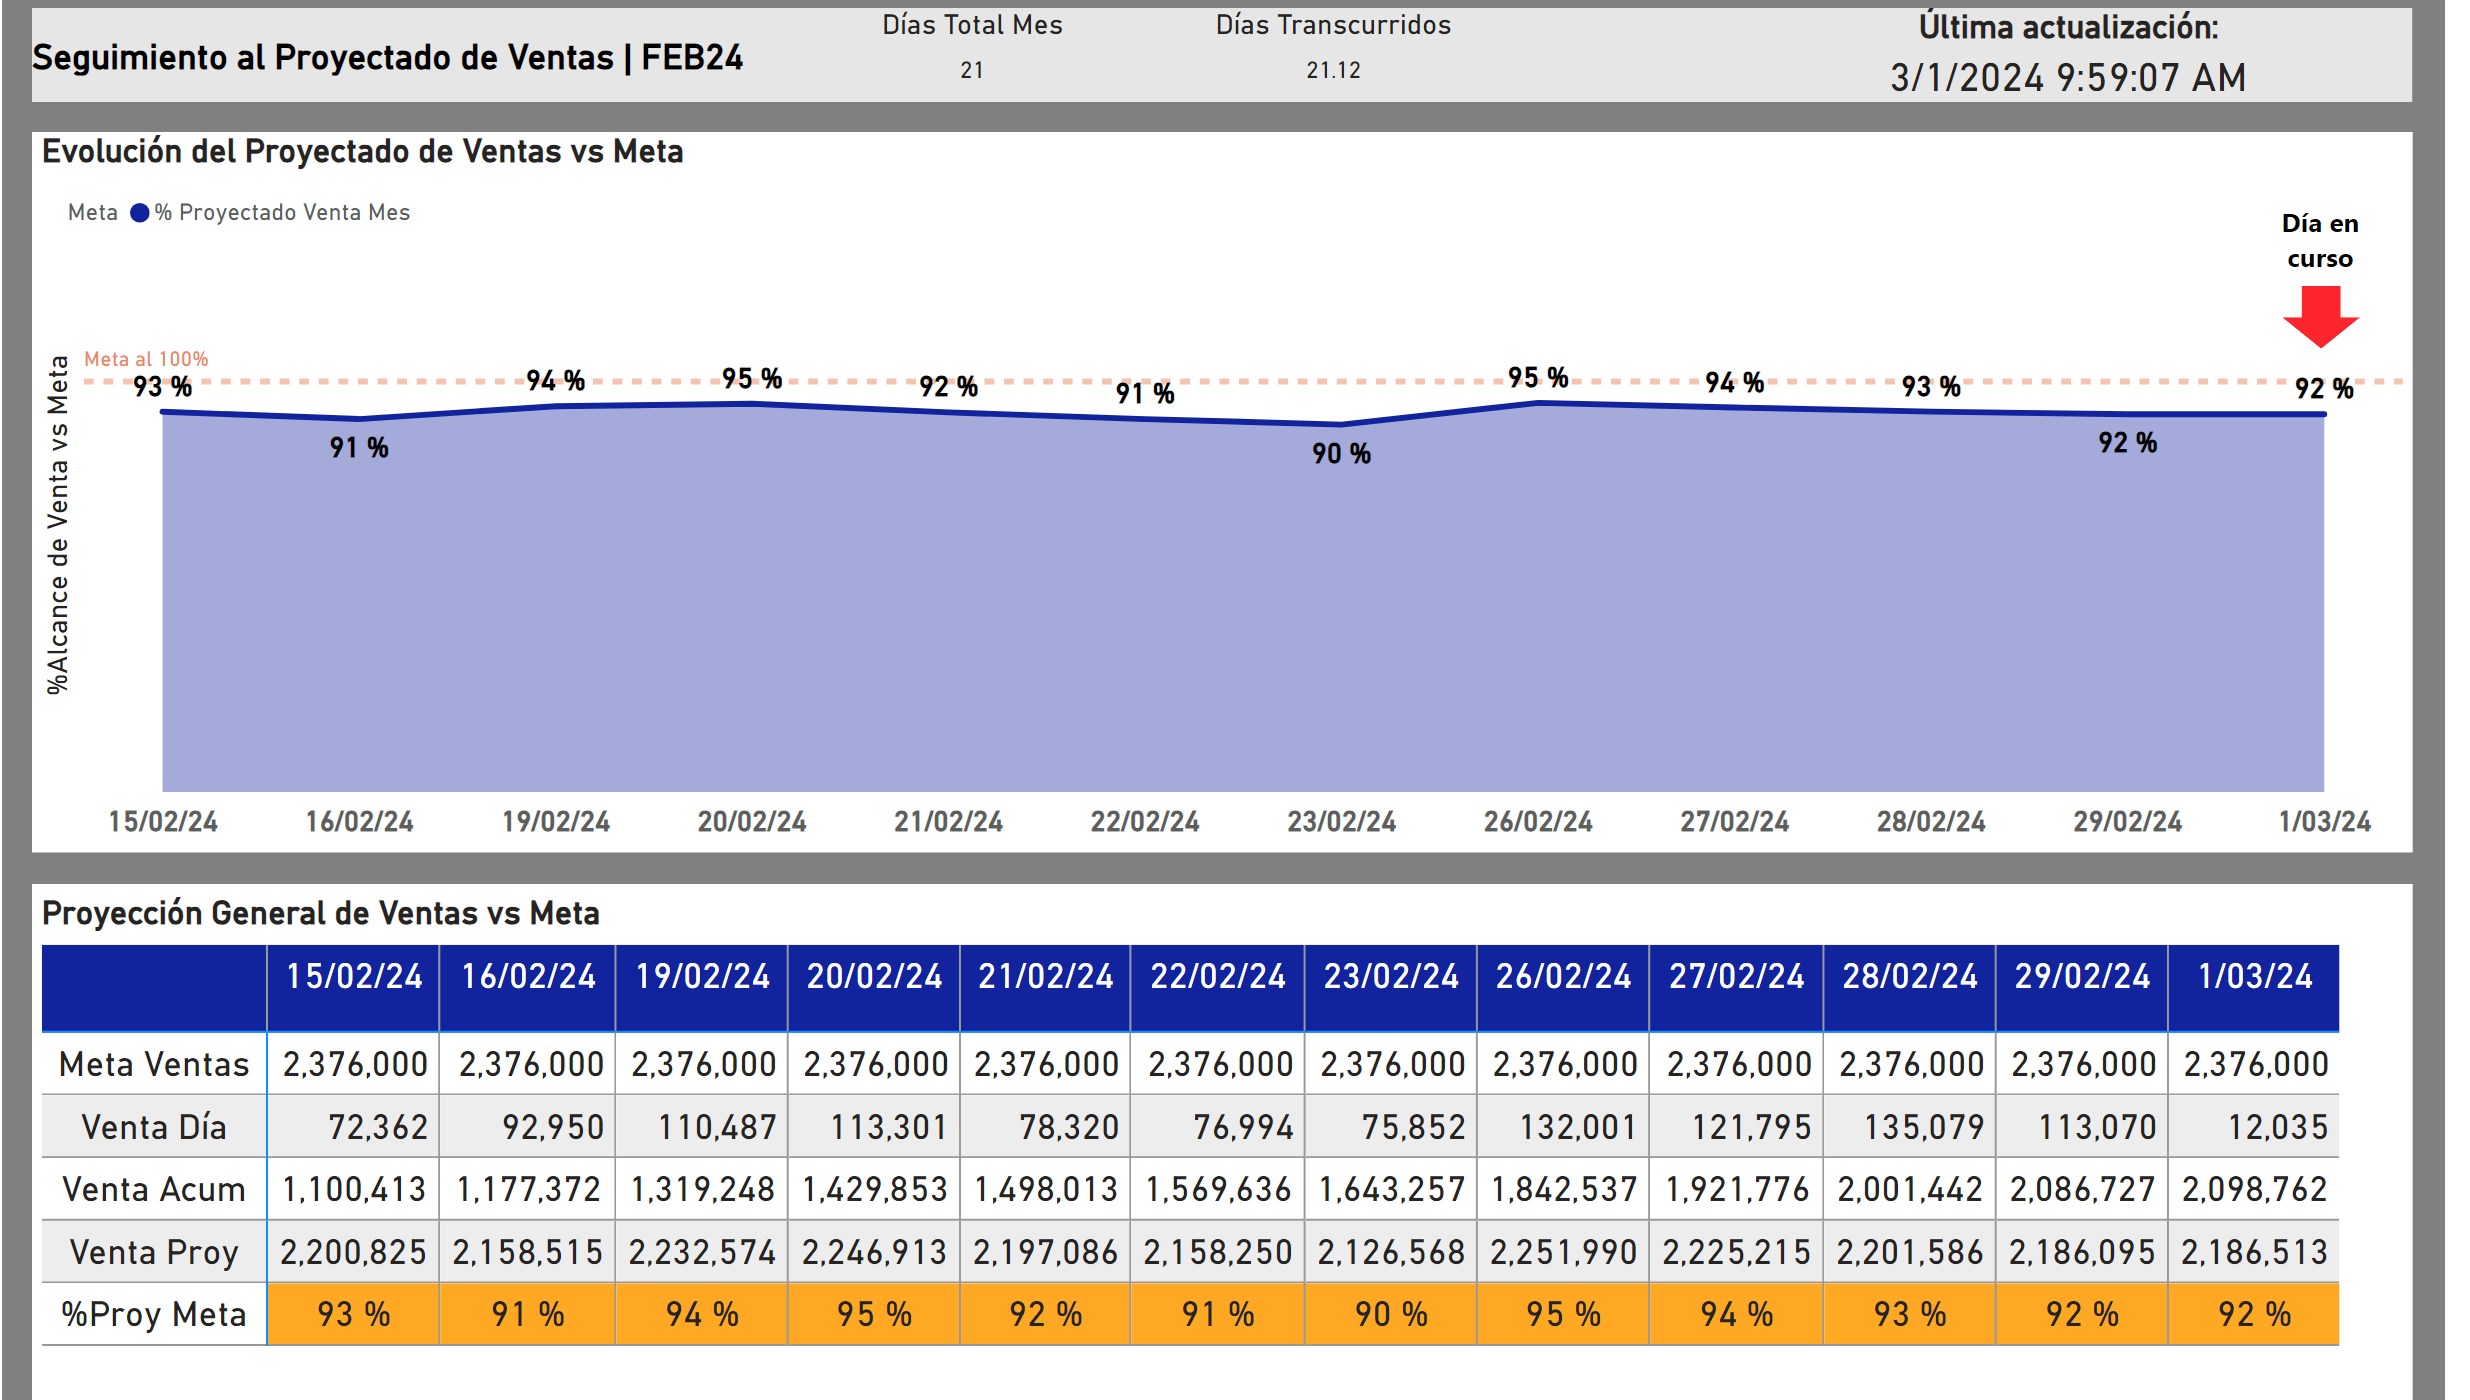 Seguimiento al Proyectado de Ventas | FEB24
Días Total Mes
21
Días Transcurridos
21.12
Última actualización:
3/1/2024 9:59:07 AM
Evolución del Proyectado de Ventas vs Meta
Meta % Proyectado Venta Mes
Día en
curso
%Alcance de Venta vs Meta
Meta al 100%
93 % 91 % 94 % 95 % 92 % 91 % 90 % 95 % 94 % 93 % 92 % 92 %
15/02/24 16/02/24 19/02/24 20/02/24 21/02/24 22/02/24 23/02/24 26/02/24 27/02/24 28/02/24 29/02/24 1/03/24
Proyección General de Ventas vs Meta
15/02/24 16/02/24 19/02/24 20/02/24 21/02/24 22/02/24 23/02/24 26/02/24 27/02/24 28/02/24 29/02/24 1/03/24
Meta Ventas 2,376,000 2,376,000 2,376,000 2,376,000 2,376,000 2,376,000 2,376,000 2,376,000 2,376,000 2,376,000 2,376,000 2,376,000
Venta Día 72,362 92,950 110,487 113,301 78,320 76,994 75,852 132,001 121,795 135,079 113,070 12,035
Venta Acum 1,100,413 1,177,372 1,319,248 1,429,853 1,498,013 1,569,636 1,643,257 1,842,537 1,921,776 2,001,442 2,086,727 2,098,762
Venta Proy 2,200,825 2,158,515 2,232,574 2,246,913 2,197,086 2,158,250 2,126,568 2,251,990 2,225,215 2,201,586 2,186,095 2,186,513
%Proy Meta 93 % 91 % 94 % 95 % 92 % 91 % 90 % 95 % 94 % 93 % 92 % 92 %